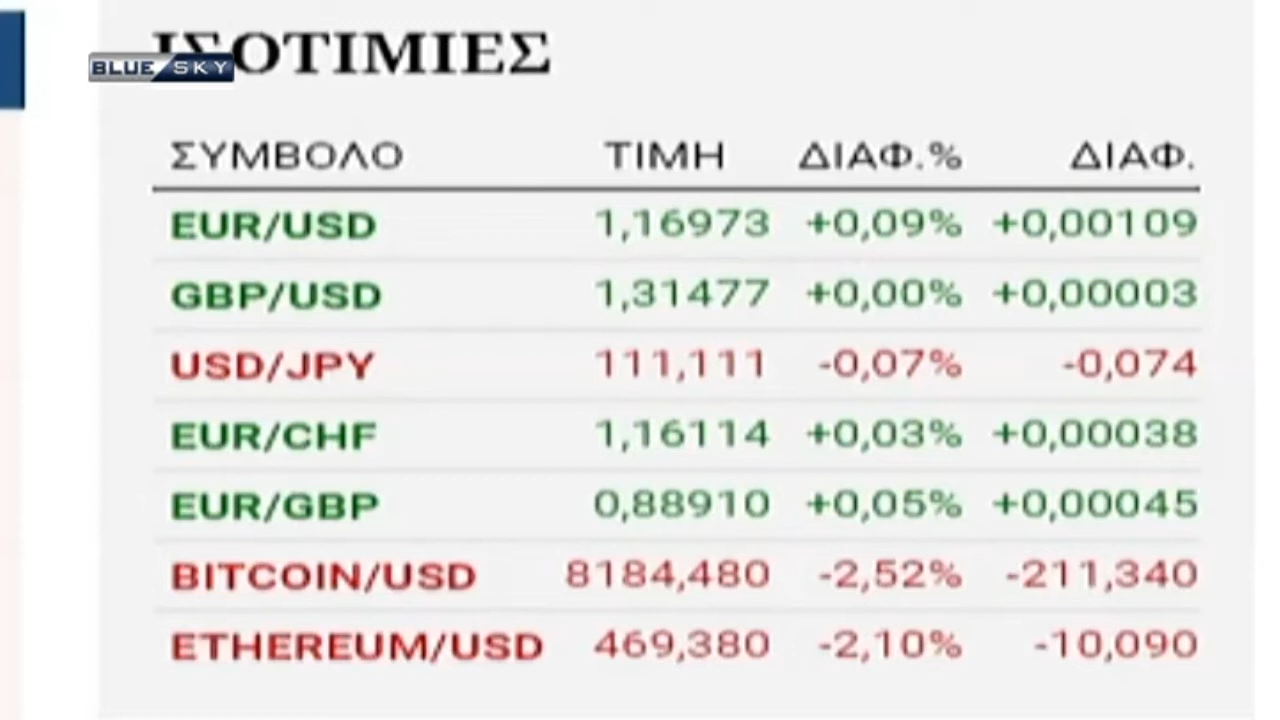 ΙΣΟΤΙΜΙΕΣ
BLUE SKY
ΣΥΜΒΟΛΟ ΤΙΜΗ ΔΙΑΦ.% ΔΙΑΦ.
EUR/USD 1,16973 +0,09% +0,00109
GBP/USD 1,31477 +0,00% +0,00003
USD/JPY 111,111 -0,07% -0,074
EUR/CHF 1,16114 +0,03% +0,00038
EUR/GBP 0,88910 +0,05% +0,00045
BITCOIN/USD 8184,480 -2,52% -211,340
ETHEREUM/USD 469,380 -2,10% -10,090